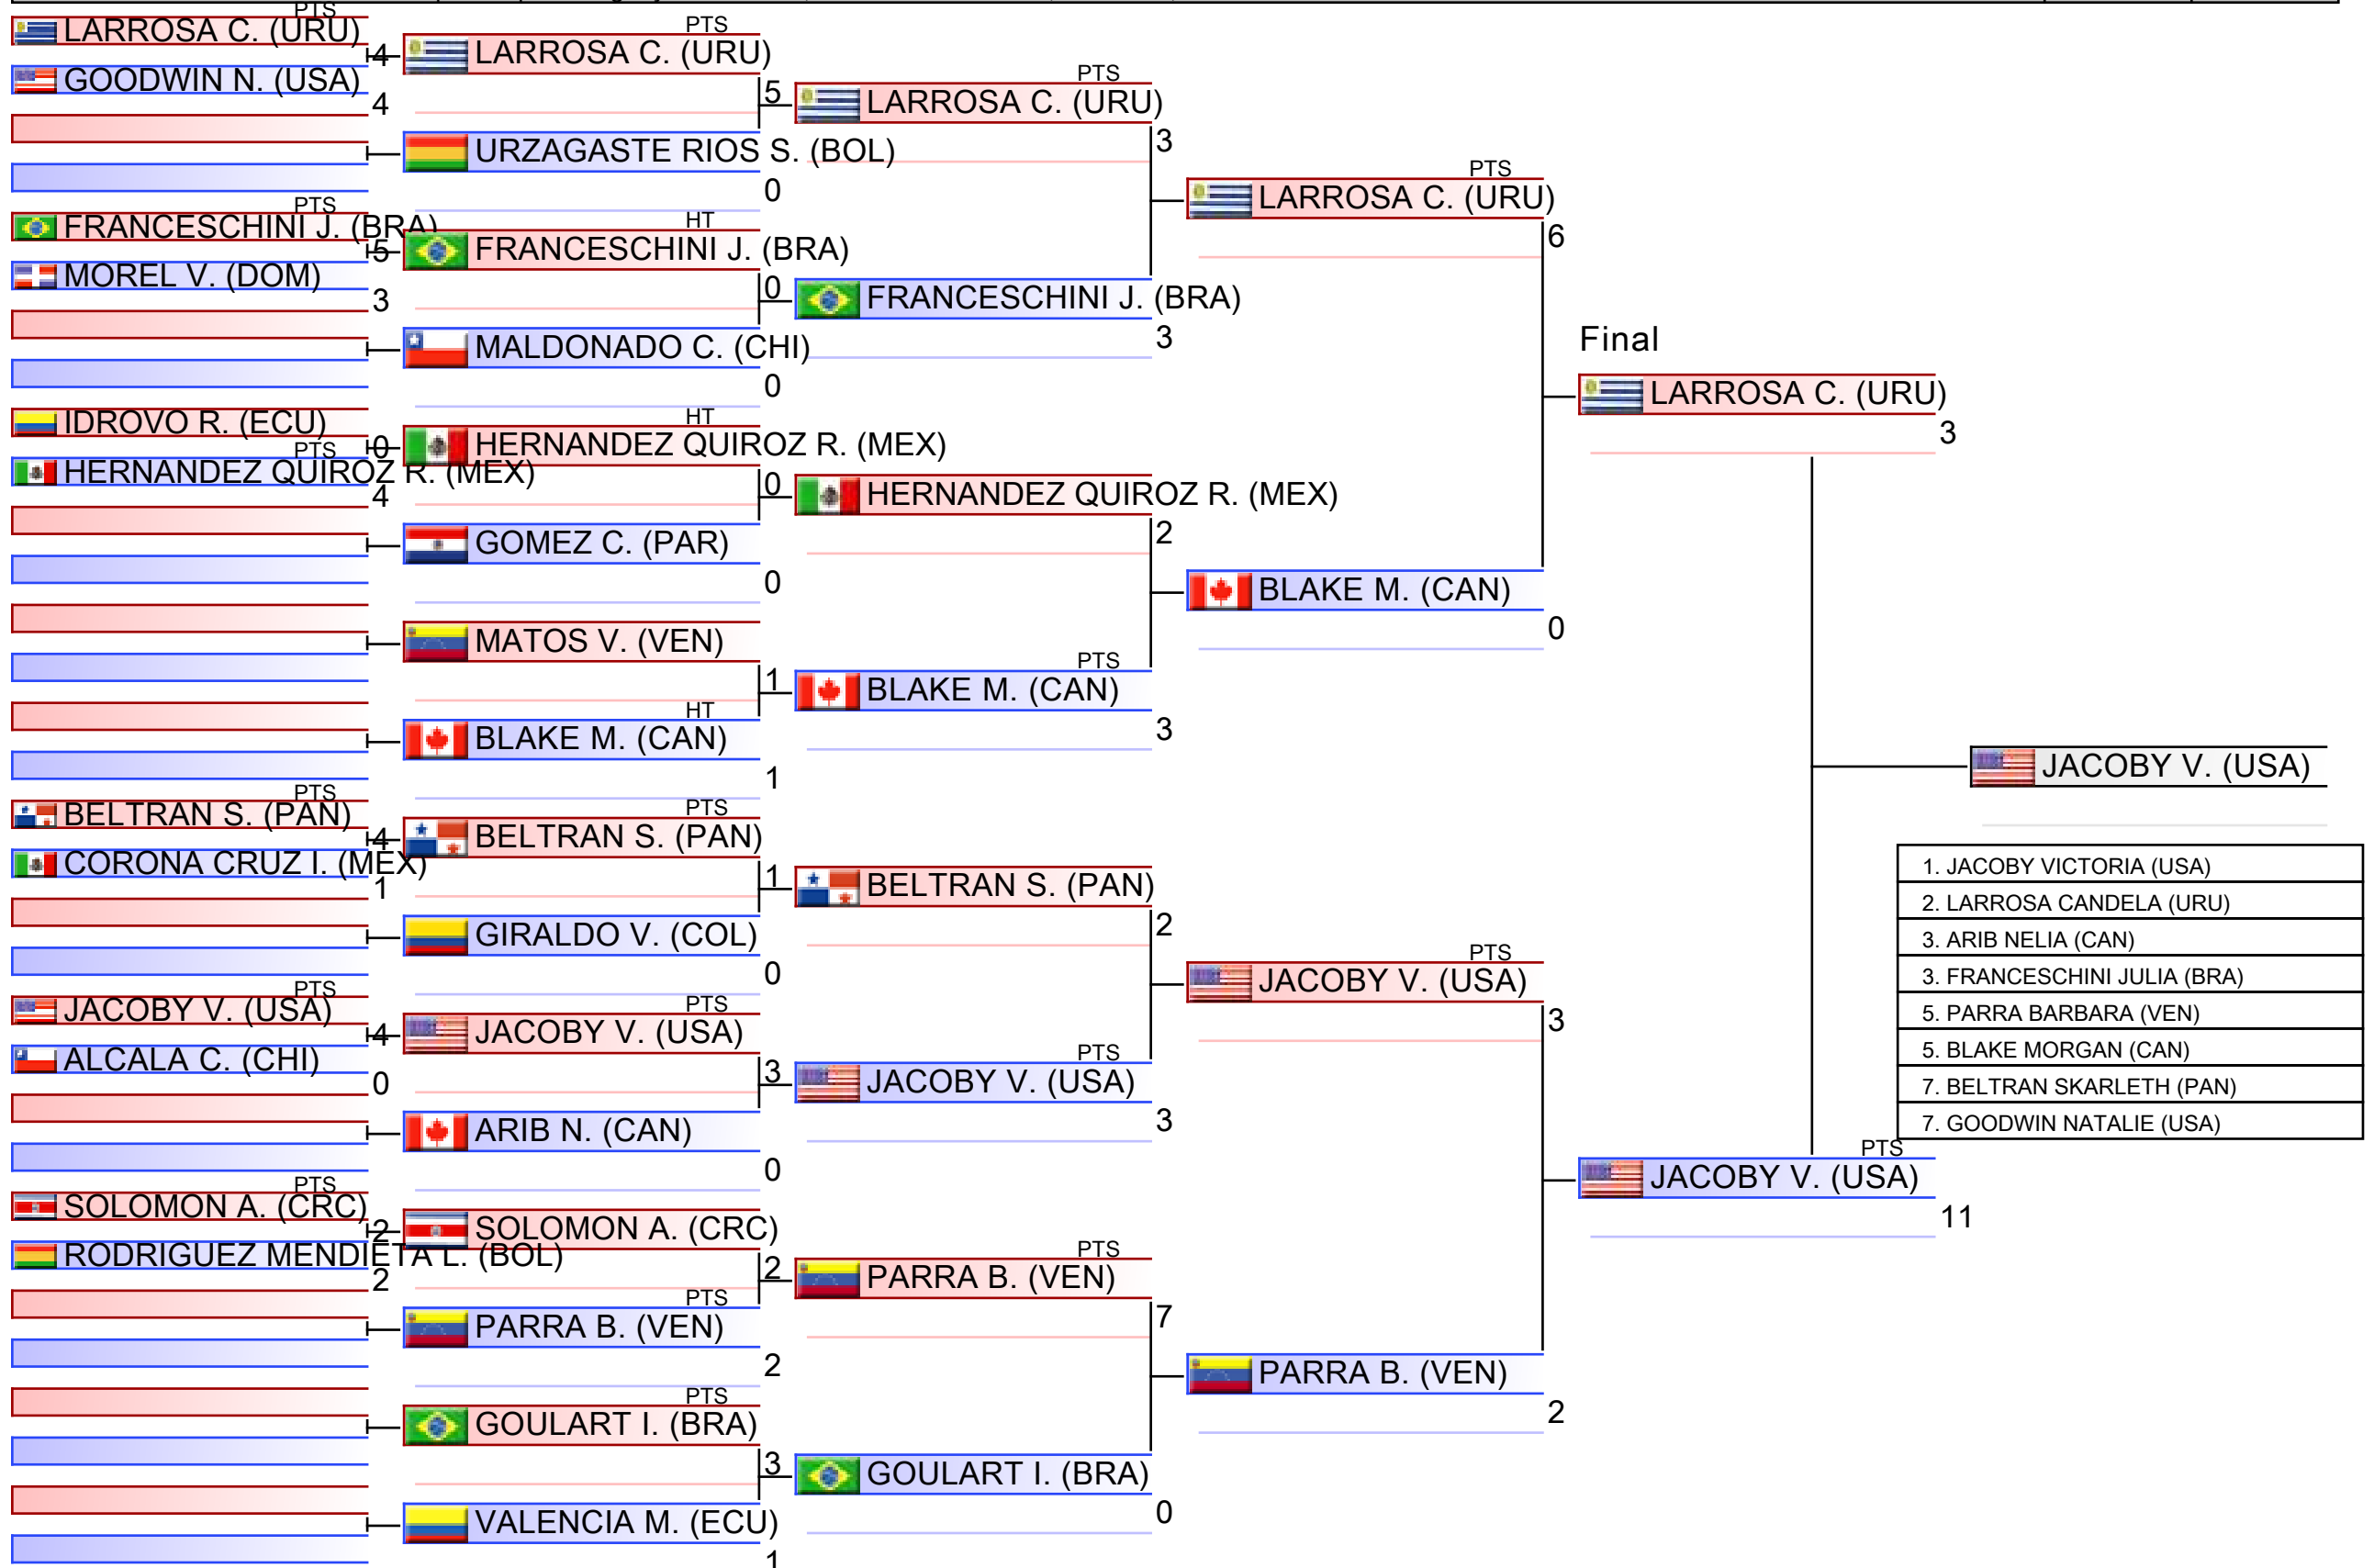 PTS
LARROSA C. (URU)
4
GOODWIN N. (USA)
4
PTS
FRANCESCHINI J. (BRA)
5
MOREL V. (DOM)
3
IDROVO R. (ECU)
0
PTS
HERNANDEZ QUIROZ R. (MEX)
4
PTS
BELTRAN S. (PAN)
4
CORONA CRUZ I. (MEX)
1
PTS
JACOBY V. (USA)
4
ALCALA C. (CHI)
0
PTS
SOLOMON A. (CRC)
2
RODRIGUEZ MENDIETA L. (BOL)
2
PTS
LARROSA C. (URU)
5
URZAGASTE RIOS S. (BOL)
0
HT
FRANCESCHINI J. (BRA)
0
MALDONADO C. (CHI)
0
HT
HERNANDEZ QUIROZ R. (MEX)
0
GOMEZ C. (PAR)
0
MATOS V. (VEN)
1
HT
BLAKE M. (CAN)
1
PTS
BELTRAN S. (PAN)
1
GIRALDO V. (COL)
0
PTS
JACOBY V. (USA)
3
ARIB N. (CAN)
0
SOLOMON A. (CRC)
2
PTS
PARRA B. (VEN)
2
PTS
GOULART I. (BRA)
3
VALENCIA M. (ECU)
1
PTS
LARROSA C. (URU)
3
FRANCESCHINI J. (BRA)
3
HERNANDEZ QUIROZ R. (MEX)
2
PTS
BLAKE M. (CAN)
3
BELTRAN S. (PAN)
2
PTS
JACOBY V. (USA)
3
PTS
PARRA B. (VEN)
7
GOULART I. (BRA)
0
PTS
LARROSA C. (URU)
6
BLAKE M. (CAN)
0
PTS
JACOBY V. (USA)
3
PARRA B. (VEN)
2
Final
LARROSA C. (URU)
3
PTS
JACOBY V. (USA)
11
JACOBY V. (USA)
1. JACOBY VICTORIA (USA)
2. LARROSA CANDELA (URU)
3. ARIB NELIA (CAN)
3. FRANCESCHINI JULIA (BRA)
5. PARRA BARBARA (VEN)
5. BLAKE MORGAN (CAN)
7. BELTRAN SKARLETH (PAN)
7. GOODWIN NATALIE (USA)